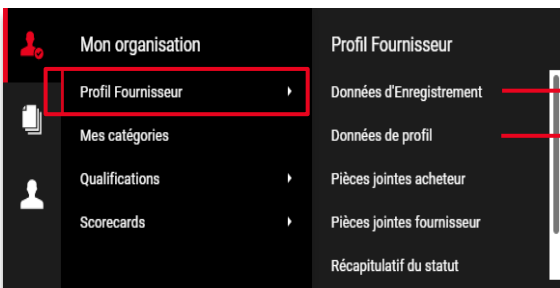 Mon organisation
Profil Fournisseur
Mes catégories
Qualifications
Scorecards
Profil Fournisseur
Données d'Enregistrement
Données de profil
Pièces jointes acheteur
Pièces jointes fournisseur
Récapitulatif du statut